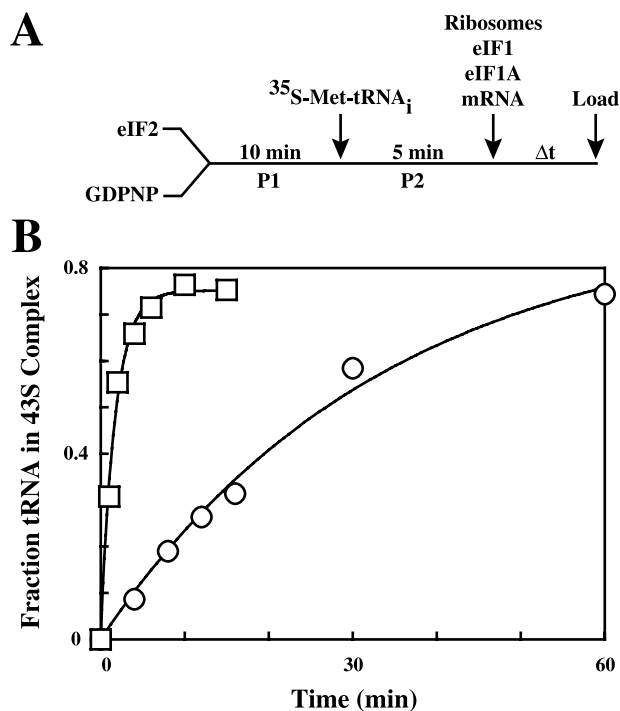 A
Ribosomes
eIF1
eIF1A
mRNA
35S-Met-tRNAi
Load
eIF2
GDPNP
10 min
5 min
Δt
P1
P2
B
Fraction tRNA in 43S Complex
0.8
0.4
0
0
30
60
Time (min)